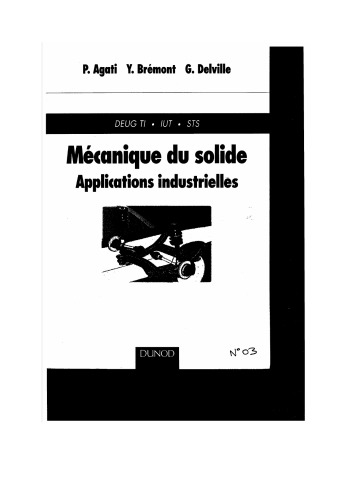 P. Agati Y. Brémont G. Delville
DEUG TI • IUT • STS
Mécanique du solide
Applications industrielles
DUNOD
N° 03